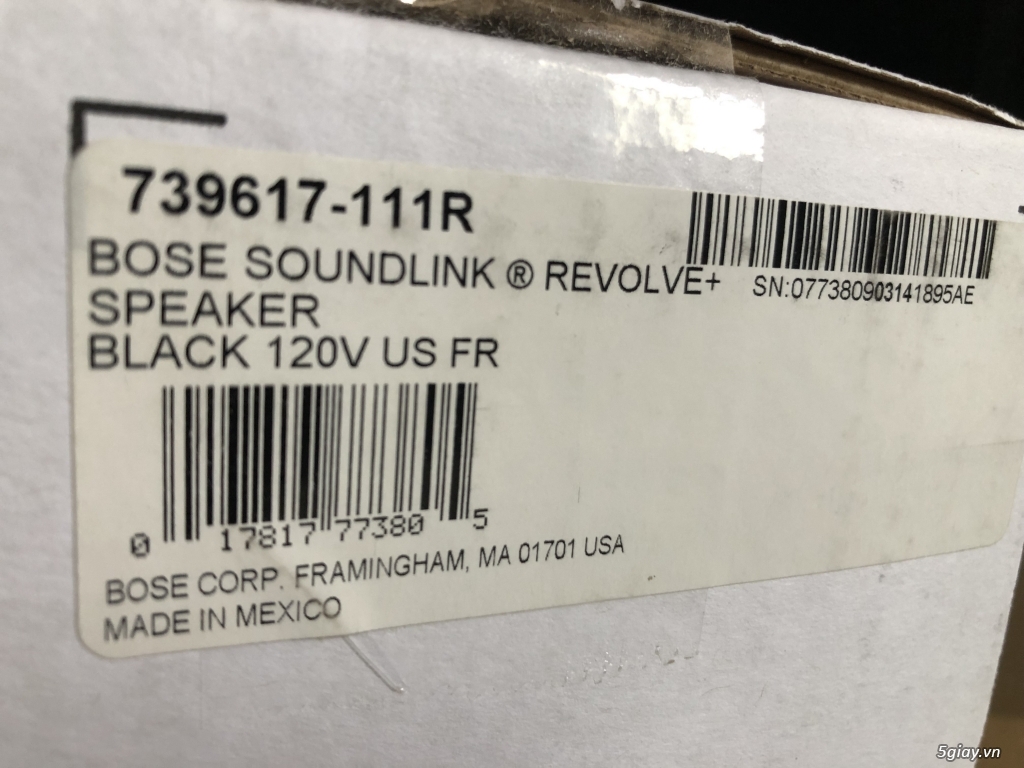 739617-111R
BOSE SOUNDLINK ® REVOLVE+
SPEAKER
BLACK 120V US FR
SN:077380903141895AE
0 17817 77380 5
BOSE CORP. FRAMINGHAM, MA 01701 USA
MADE IN MEXICO
5giay.vn